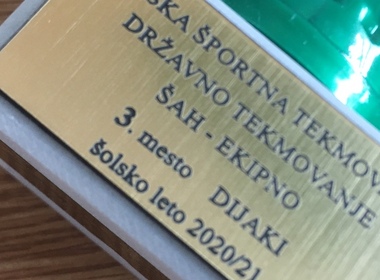 ŠPORTNA
DRŽAVNO TEKMOVANJE
ŠAH - EKIPNO
3. mesto DIJAKI
šolsko leto 2020/21